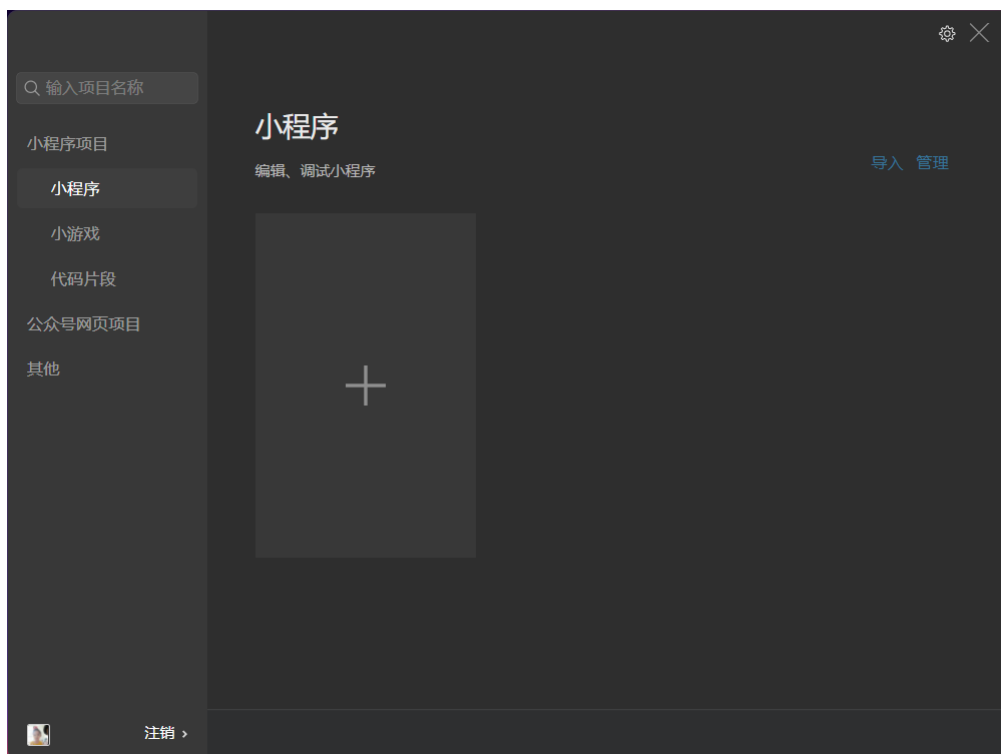 输入项目名称
小程序项目
小程序
小游戏
代码片段
公众号网页项目
其他
注销 ›
小程序
编辑、调试小程序
导入 管理